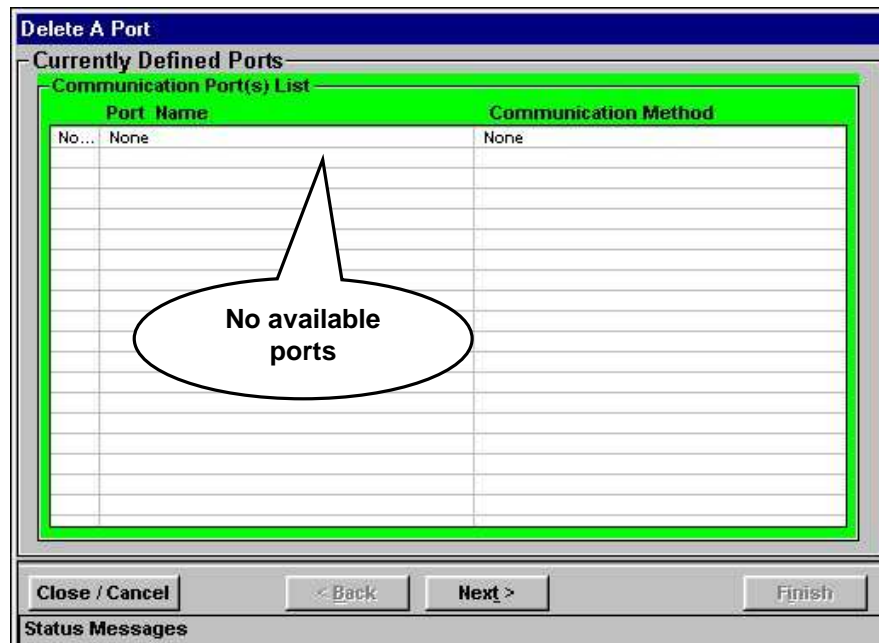 Delete A Port
Currently Defined Ports
Communication Port(s) List
Port Name Communication Method
No... None None
No available
ports
Close / Cancel < Back Next > Finish
Status Messages